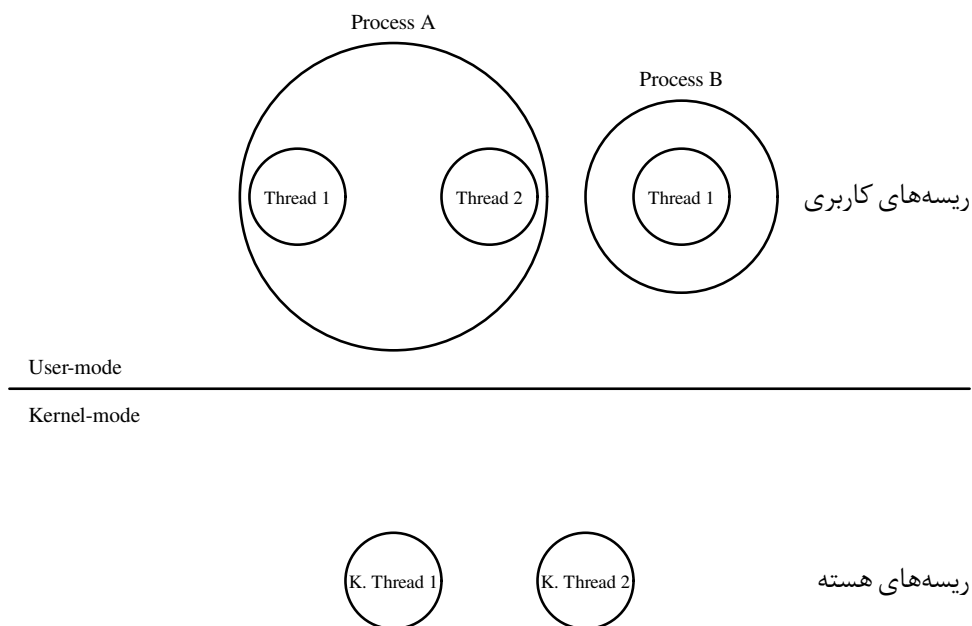 Process A
Process B
Thread 1
Thread 2
Thread 1
ریسه‌های کاربری
User-mode
Kernel-mode
K. Thread 1
K. Thread 2
ریسه‌های هسته